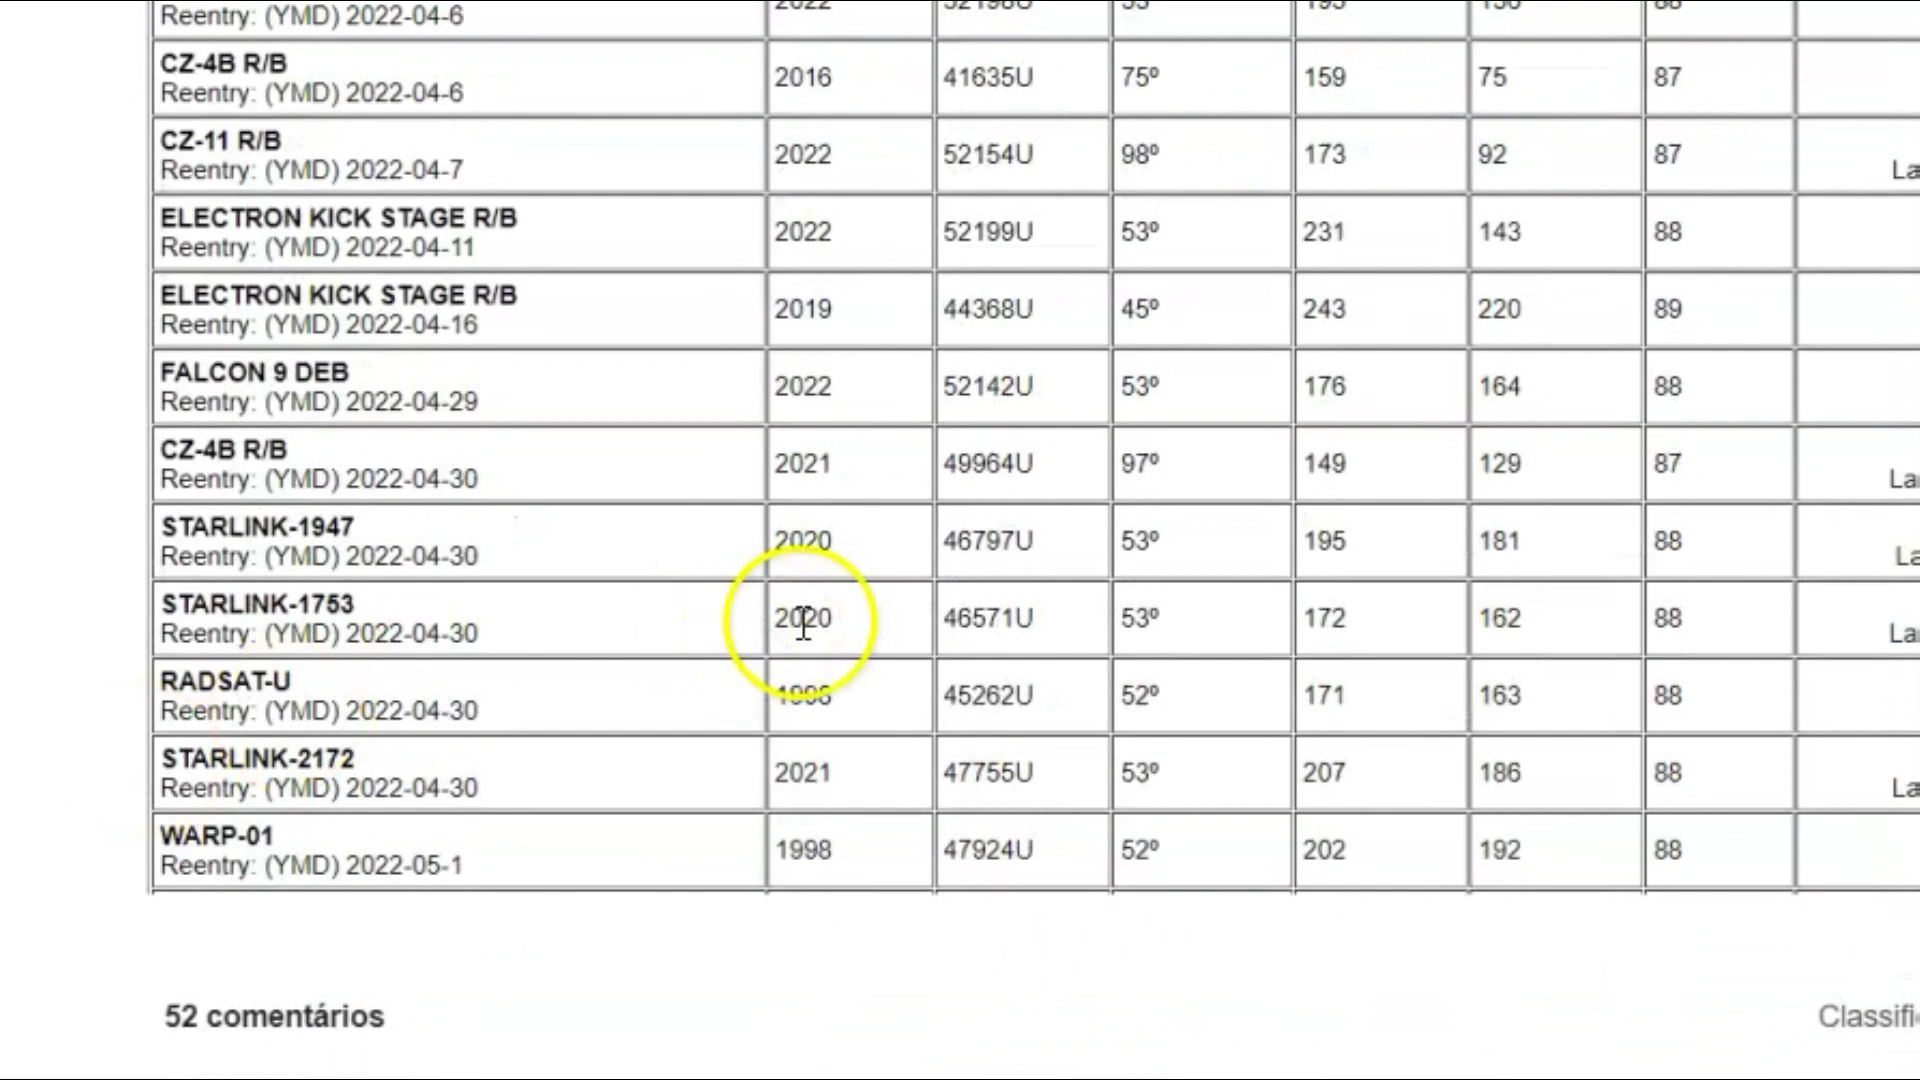 Reentry: (YMD) 2022-04-6
CZ-4B R/B
Reentry: (YMD) 2022-04-6
2016 41635U 75º 159 75 87
CZ-11 R/B
Reentry: (YMD) 2022-04-7
2022 52154U 98º 173 92 87
ELECTRON KICK STAGE R/B
Reentry: (YMD) 2022-04-11
2022 52199U 53º 231 143 88
ELECTRON KICK STAGE R/B
Reentry: (YMD) 2022-04-16
2019 44368U 45º 243 220 89
FALCON 9 DEB
Reentry: (YMD) 2022-04-29
2022 52142U 53º 176 164 88
CZ-4B R/B
Reentry: (YMD) 2022-04-30
2021 49964U 97º 149 129 87
STARLINK-1947
Reentry: (YMD) 2022-04-30
2020 46797U 53º 195 181 88
STARLINK-1753
Reentry: (YMD) 2022-04-30
2020 46571U 53º 172 162 88
RADSAT-U
Reentry: (YMD) 2022-04-30
1998 45262U 52º 171 163 88
STARLINK-2172
Reentry: (YMD) 2022-04-30
2021 47755U 53º 207 186 88
WARP-01
Reentry: (YMD) 2022-05-1
1998 47924U 52º 202 192 88
52 comentários